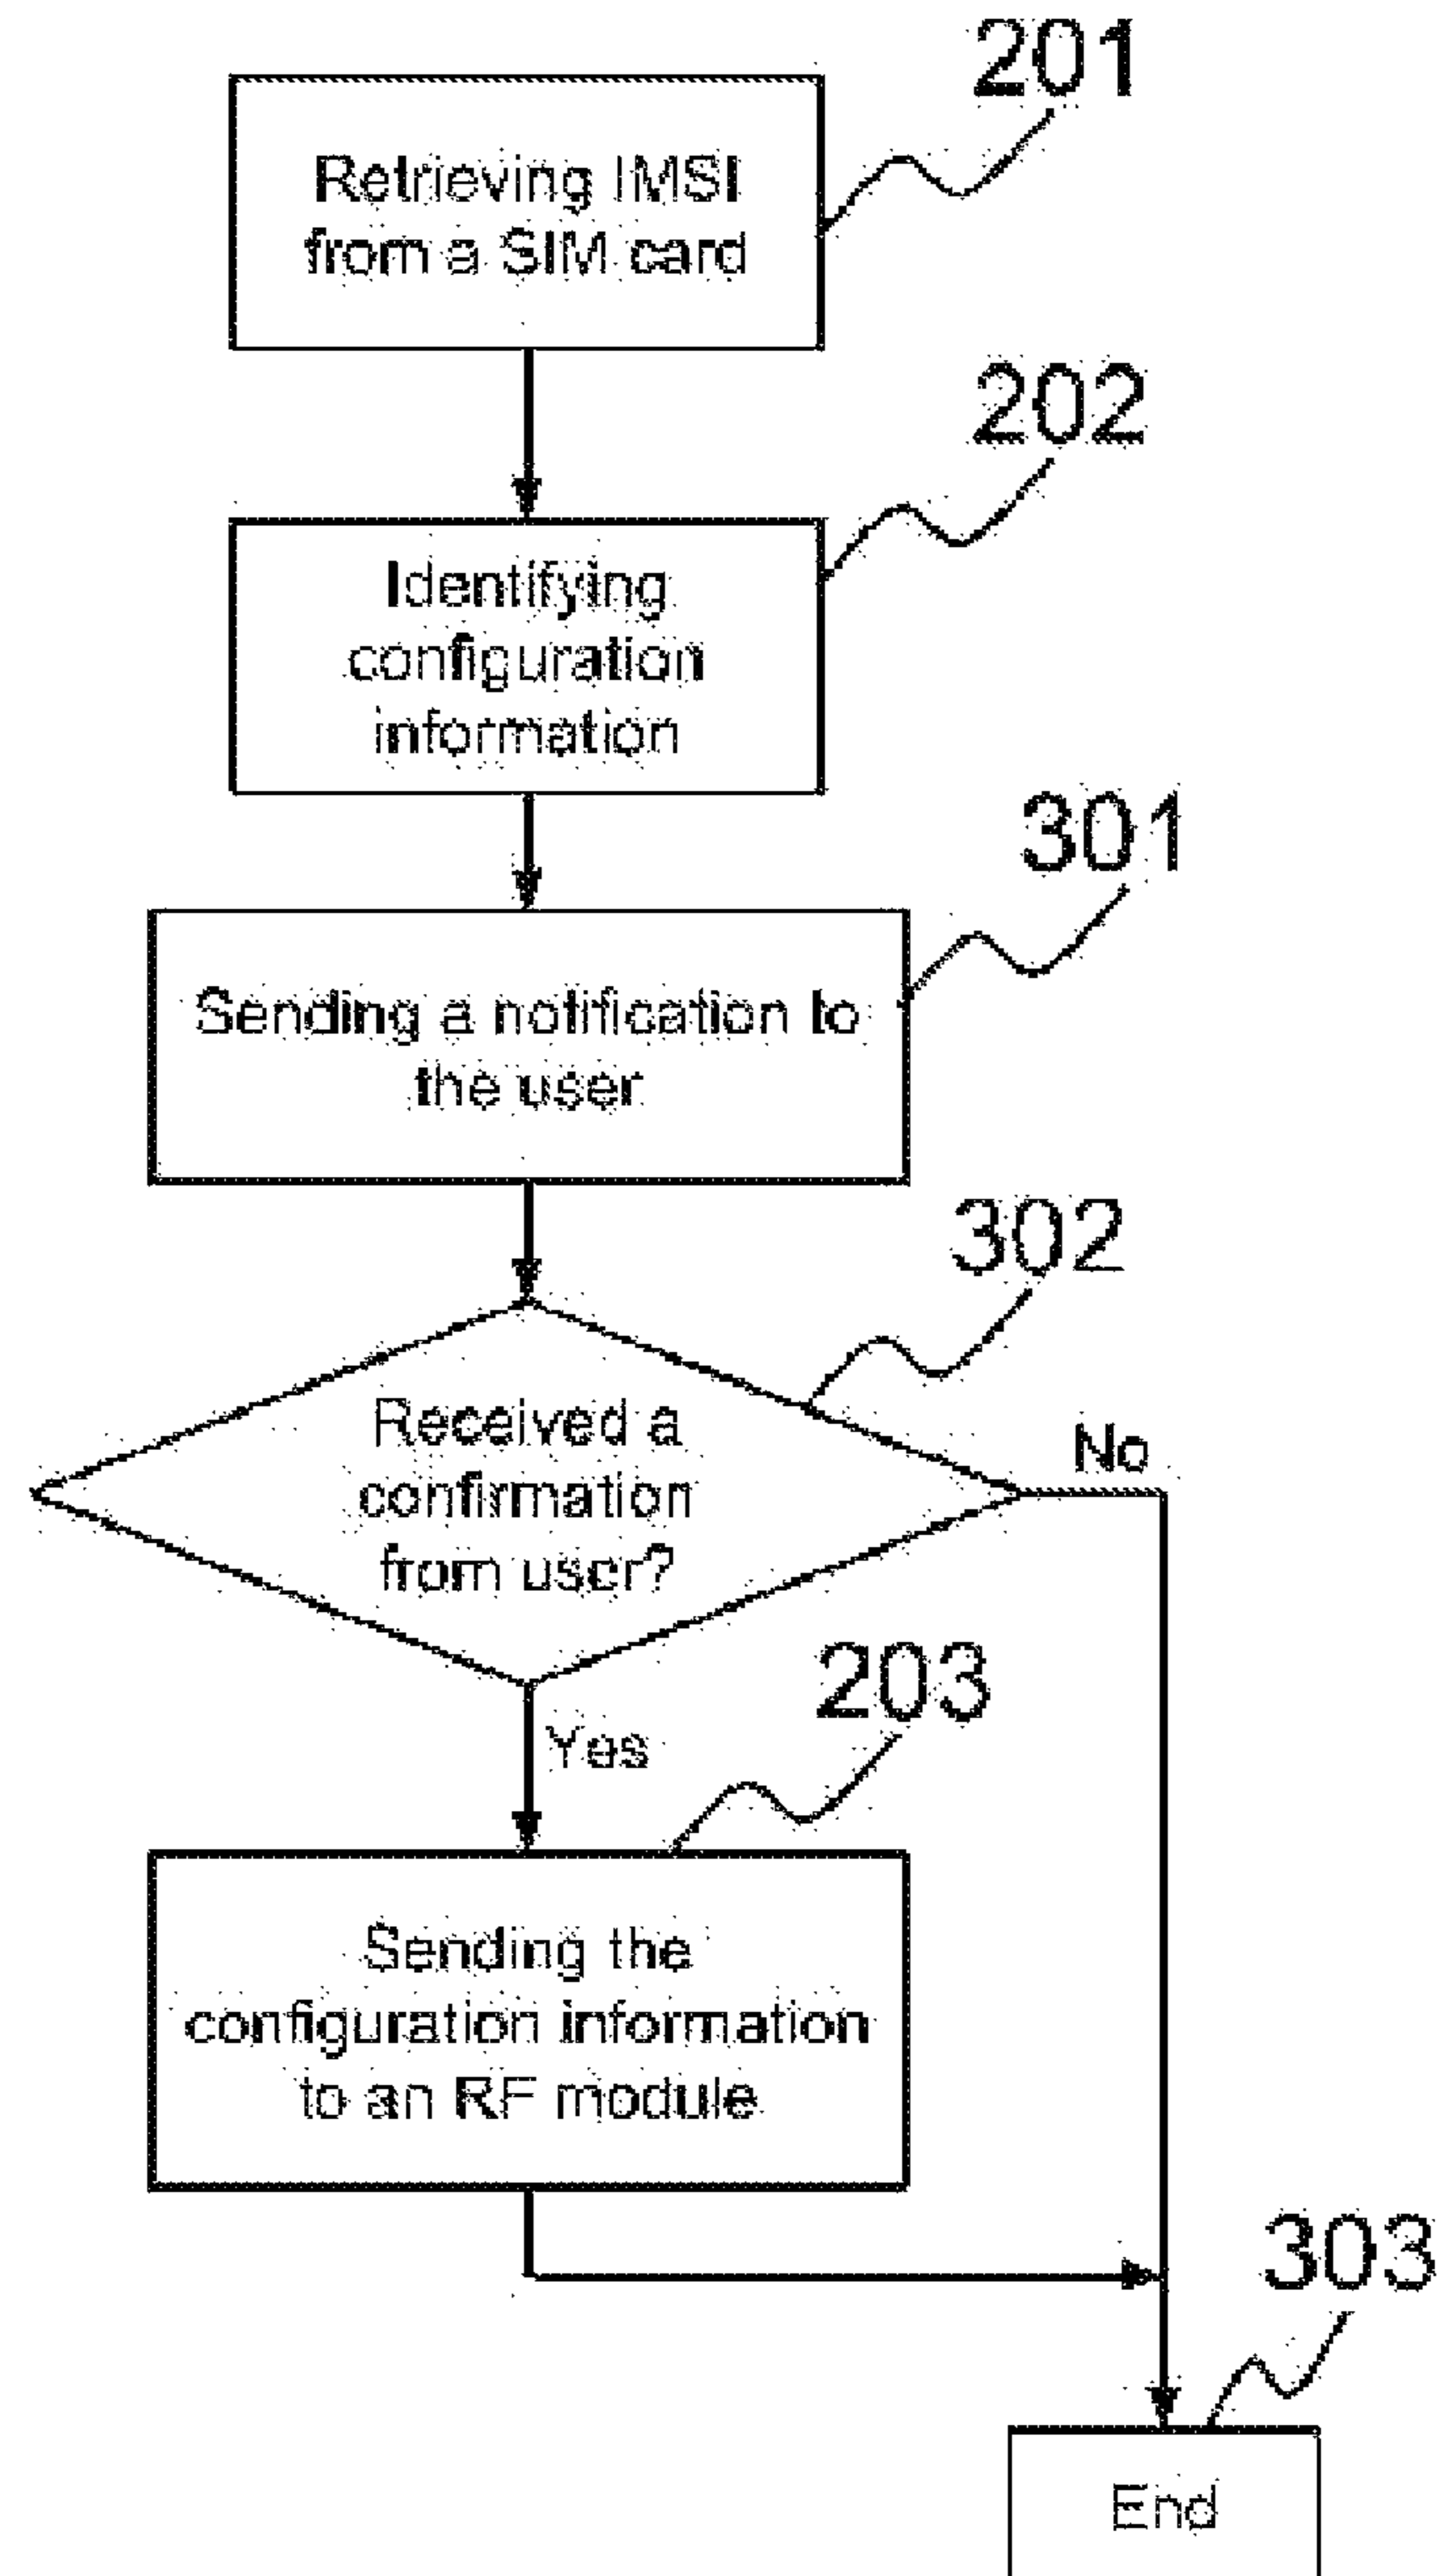 201
Retrieving IMSI
from a SIM card
202
Identifying
configuration
information
301
Sending a notification to
the user
302
Received a
confirmation
from user?
No
203
Yes
Sending the
configuration information
to an RF module
303
End